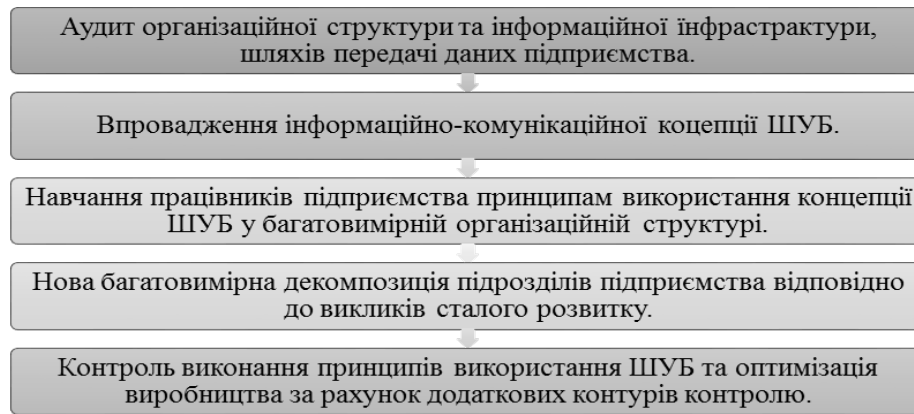 Аудит організаційної структури та інформаційної інфрастрактури,
шляхів передачі даних підприємства.
Впровадження інформаційно-комунікаційної коцепції ШУБ.
Навчання працівників підприємства принципам використання концепції
ШУБ у багатовимірній організаційній структурі.
Нова багатовимірна декомпозиція підрозділів підприємства відповідно
до викликів сталого розвитку.
Контроль виконання принципів використання ШУБ та оптимізація
виробництва за рахунок додаткових контурів контролю.